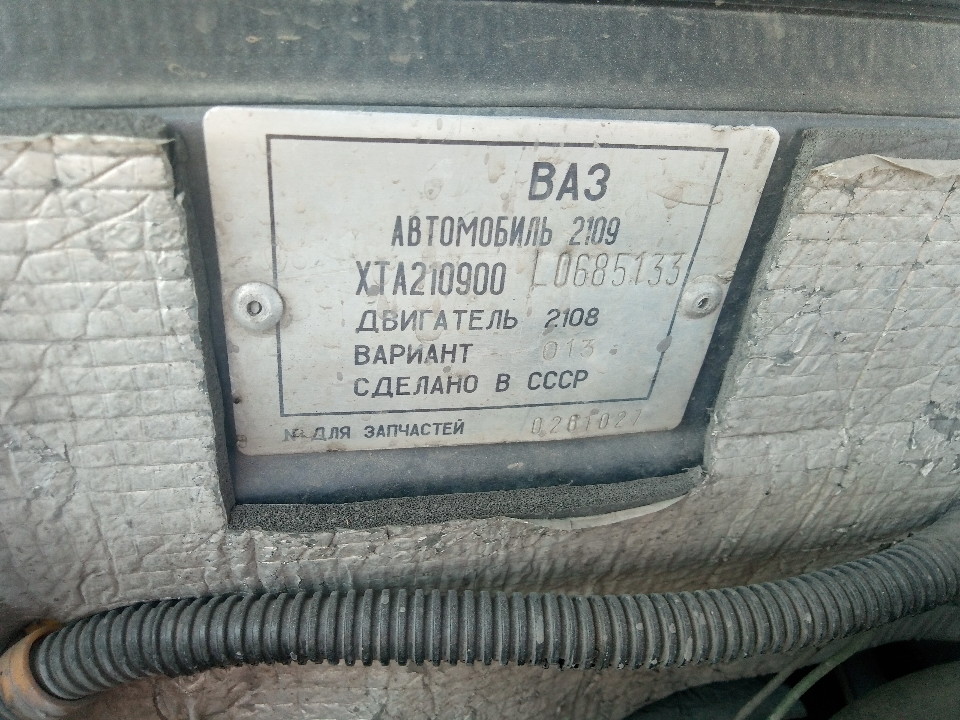 ВАЗ
АВТОМОБИЛЬ 2109
XTA210900 L0685133
ДВИГАТЕЛЬ 2108
ВАРИАНТ 013
СДЕЛАНО В СССР
№ ДЛЯ ЗАПЧАСТЕЙ 0261027